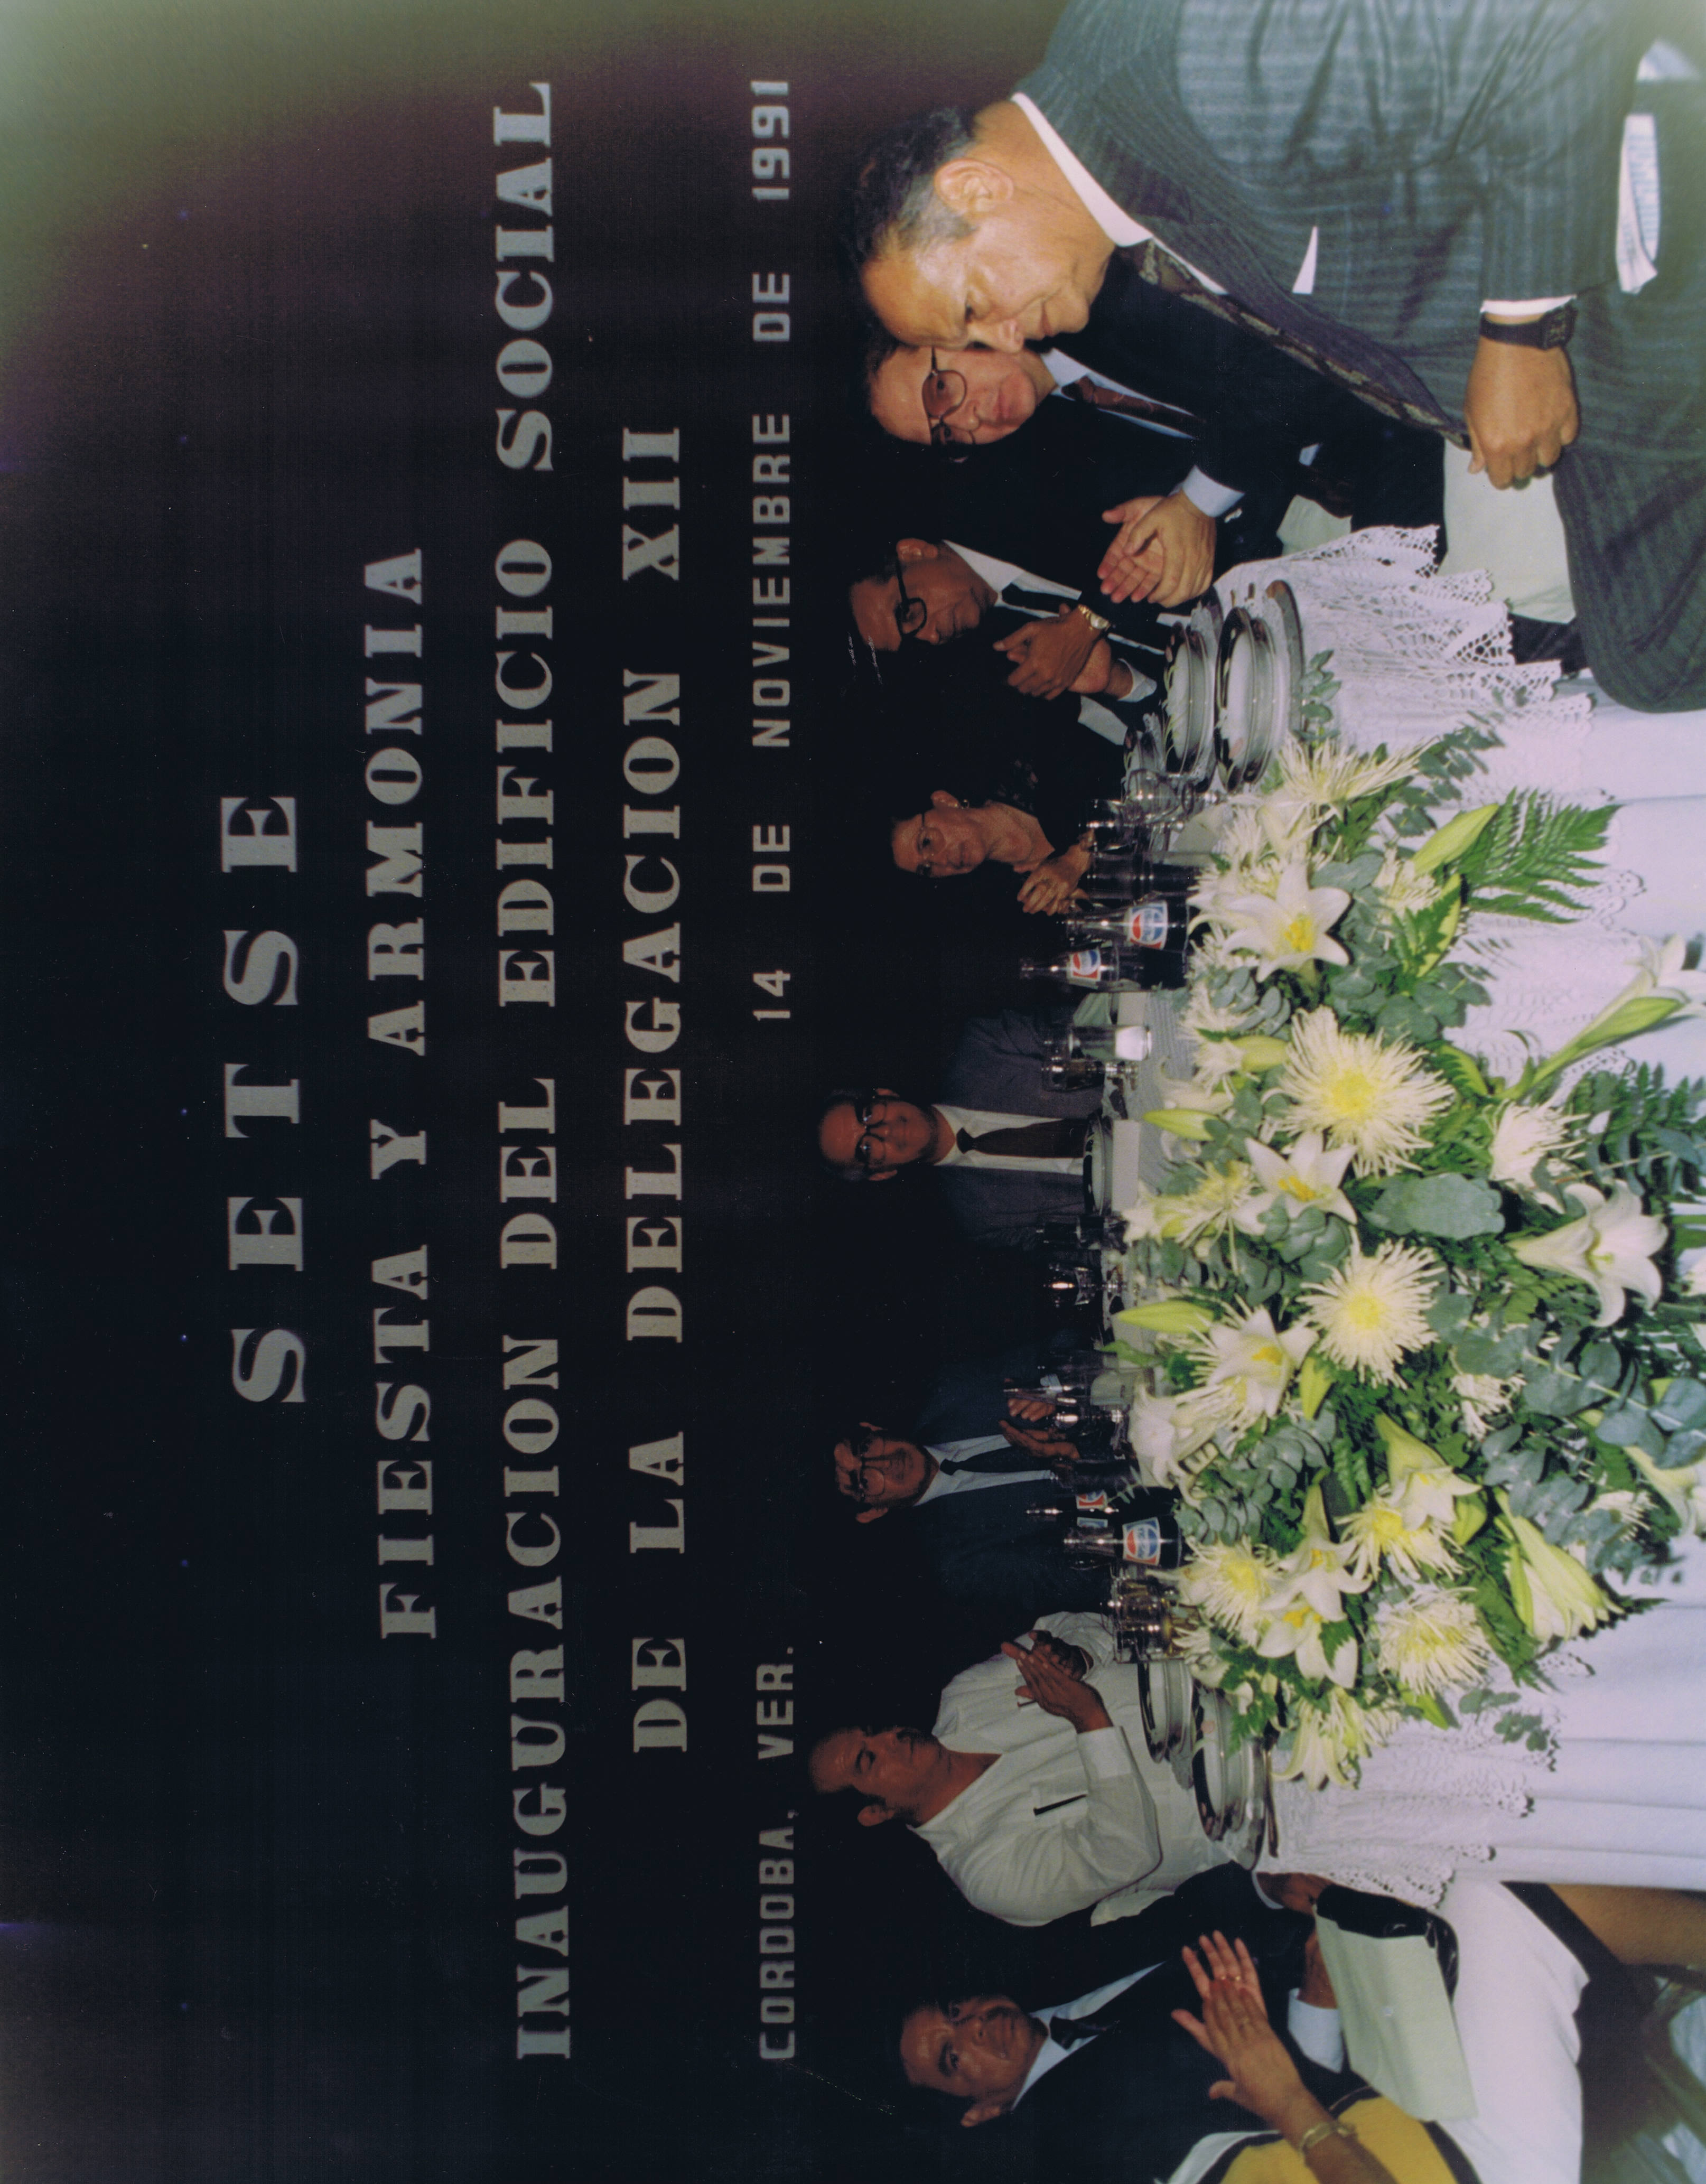 SETSE
FIESTA Y ARMONIA
INAUGURACION DEL EDIFICIO SOCIAL
DE LA DELEGACION XII
CORDOBA, VER. 14 DE NOVIEMBRE DE 1991